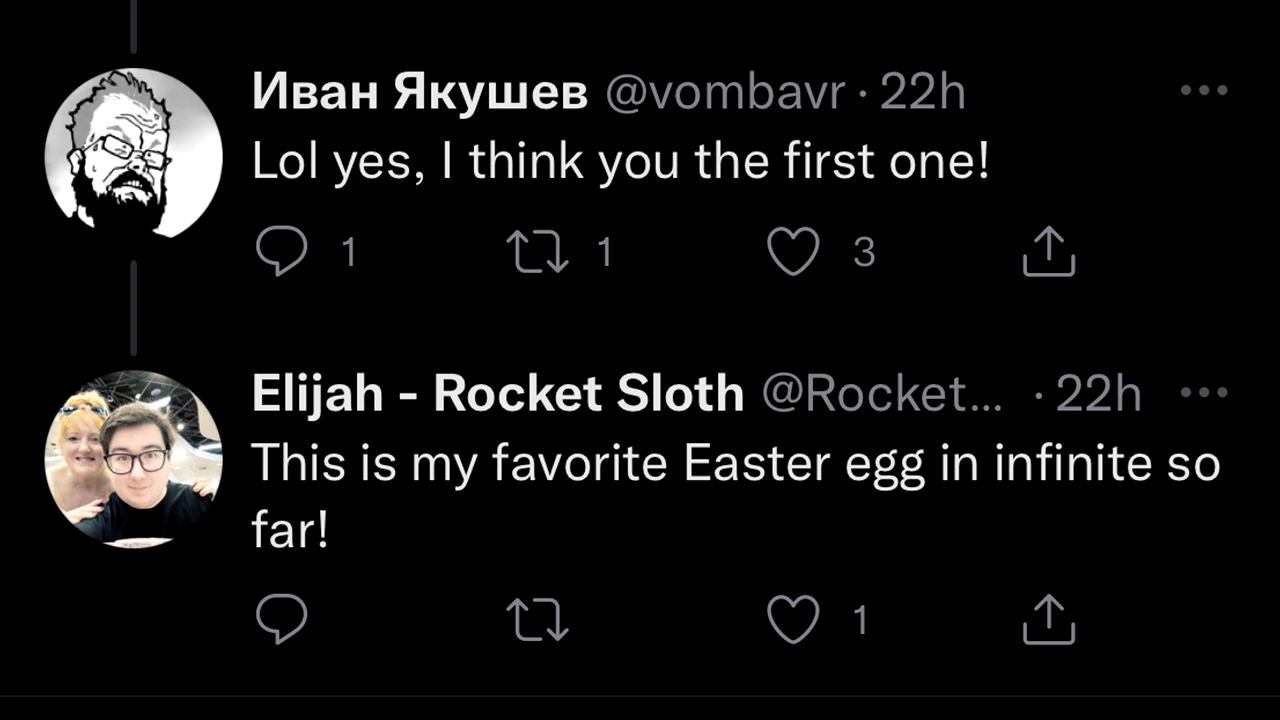 Иван Якушев @vombavr · 22h
Lol yes, I think you the first one!
1 1 3
Elijah - Rocket Sloth @Rocket... · 22h
This is my favorite Easter egg in infinite so
far!
1